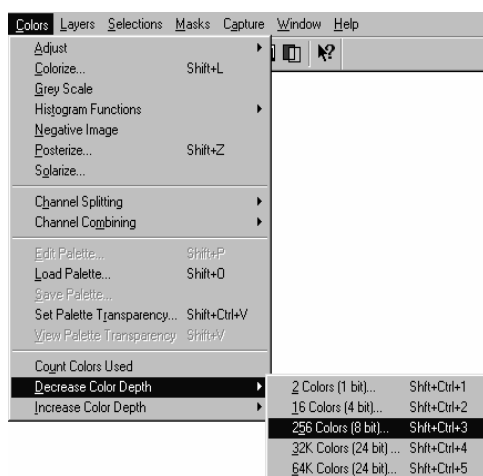 Colors Layers Selections Masks Capture Window Help
Adjust
Colorize... Shift+L
Grey Scale
Histogram Functions
Negative Image
Posterize... Shift+Z
Solarize...
Channel Splitting
Channel Combining
Edit Palette... Shift+P
Load Palette... Shift+O
Save Palette...
Set Palette Transparency... Shift+Ctrl+V
View Palette Transparency Shift+V
Count Colors Used
Decrease Color Depth
Increase Color Depth
2 Colors (1 bit)... Shft+Ctrl+1
16 Colors (4 bit)... Shft+Ctrl+2
256 Colors (8 bit)... Shft+Ctrl+3
32K Colors (24 bit)... Shft+Ctrl+4
64K Colors (24 bit)... Shft+Ctrl+5